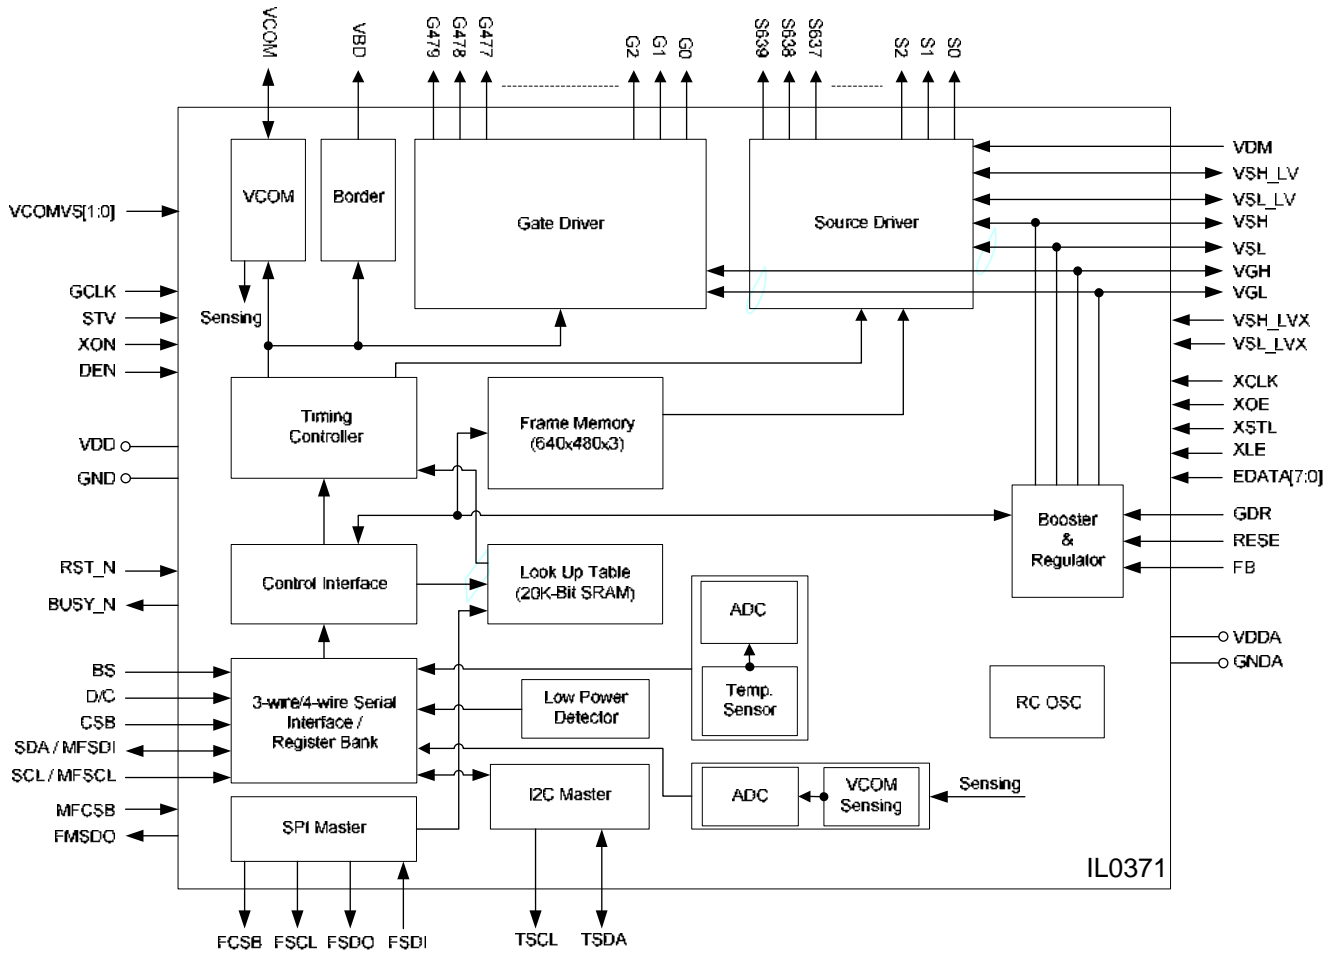 VCOM
VBD
G479
G478
G477
G2
G1
G0
S639
S638
S637
S2
S1
S0
VCOM
Border
Gate Driver
Source Driver
Sensing
VCOMVS[1:0]
GCLK
STV
XON
DEN
VDD
GND
RST_N
BUSY_N
BS
D/C
CSB
SDA / MFSDI
SCL / MFSCL
MFCSB
FMSDO
VDM
VSH_LV
VSL_LV
VSH
VSL
VGH
VGL
VSH_LVX
VSL_LVX
XCLK
XOE
XSTL
XLE
EDATA[7:0]
GDR
RESE
FB
VDDA
GNDA
Timing
Controller
Frame Memory
(640x480x3)
Booster
&
Regulator
Control Interface
Look Up Table
(20K-Bit SRAM)
ADC
Temp.
Sensor
3-wire/4-wire Serial
Interface /
Register Bank
Low Power
Detector
RC OSC
I2C Master
ADC
VCOM
Sensing
Sensing
SPI Master
IL0371
FCSB
FSCL
FSDO
FSDI
TSCL
TSDA